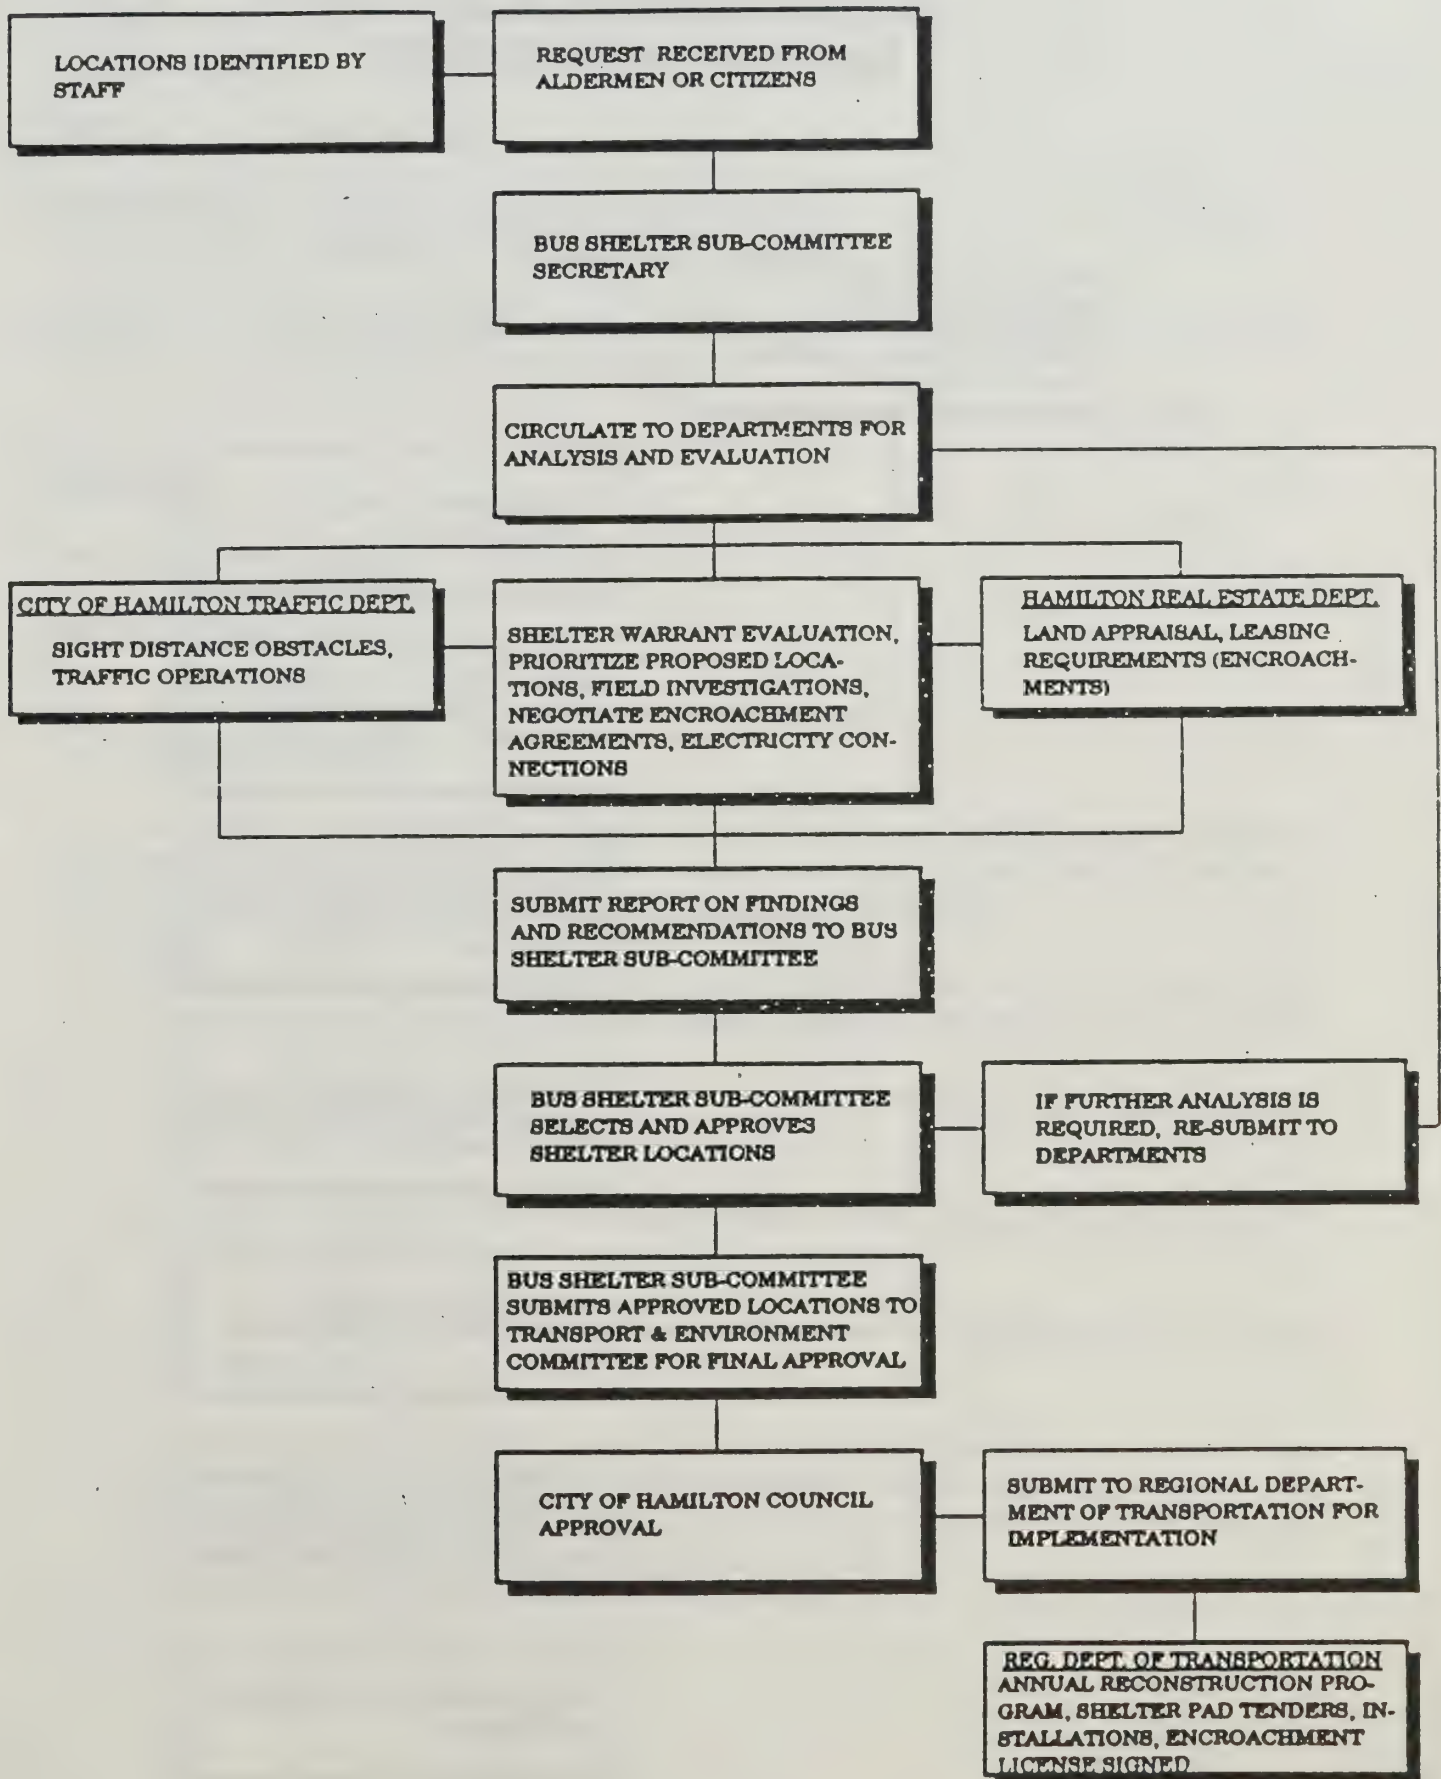 LOCATIONS IDENTIFIED BY
STAFF
REQUEST RECEIVED FROM
ALDERMEN OR CITIZENS
BUS SHELTER SUB-COMMITTEE
SECRETARY
CIRCULATE TO DEPARTMENTS FOR
ANALYSIS AND EVALUATION
CITY OF HAMILTON TRAFFIC DEPT.
SIGHT DISTANCE OBSTACLES,
TRAFFIC OPERATIONS
SHELTER WARRANT EVALUATION,
PRIORITIZE PROPOSED LOCA-
TIONS, FIELD INVESTIGATIONS,
NEGOTIATE ENCROACHMENT
AGREEMENTS, ELECTRICITY CON-
NECTIONS
HAMILTON REAL ESTATE DEPT.
LAND APPRAISAL, LEASING
REQUIREMENTS (ENCROACH-
MENTS)
SUBMIT REPORT ON FINDINGS
AND RECOMMENDATIONS TO BUS
SHELTER SUB-COMMITTEE
BUS SHELTER SUB-COMMITTEE
SELECTS AND APPROVES
SHELTER LOCATIONS
IF FURTHER ANALYSIS IS
REQUIRED, RE-SUBMIT TO
DEPARTMENTS
BUS SHELTER SUB-COMMITTEE
SUBMITS APPROVED LOCATIONS TO
TRANSPORT & ENVIRONMENT
COMMITTEE FOR FINAL APPROVAL
CITY OF HAMILTON COUNCIL
APPROVAL
SUBMIT TO REGIONAL DEPART-
MENT OF TRANSPORTATION FOR
IMPLEMENTATION
REG. DEPT. OF TRANSPORTATION
ANNUAL RECONSTRUCTION PRO-
GRAM, SHELTER PAD TENDERS, IN-
STALLATIONS, ENCROACHMENT
LICENSE SIGNED